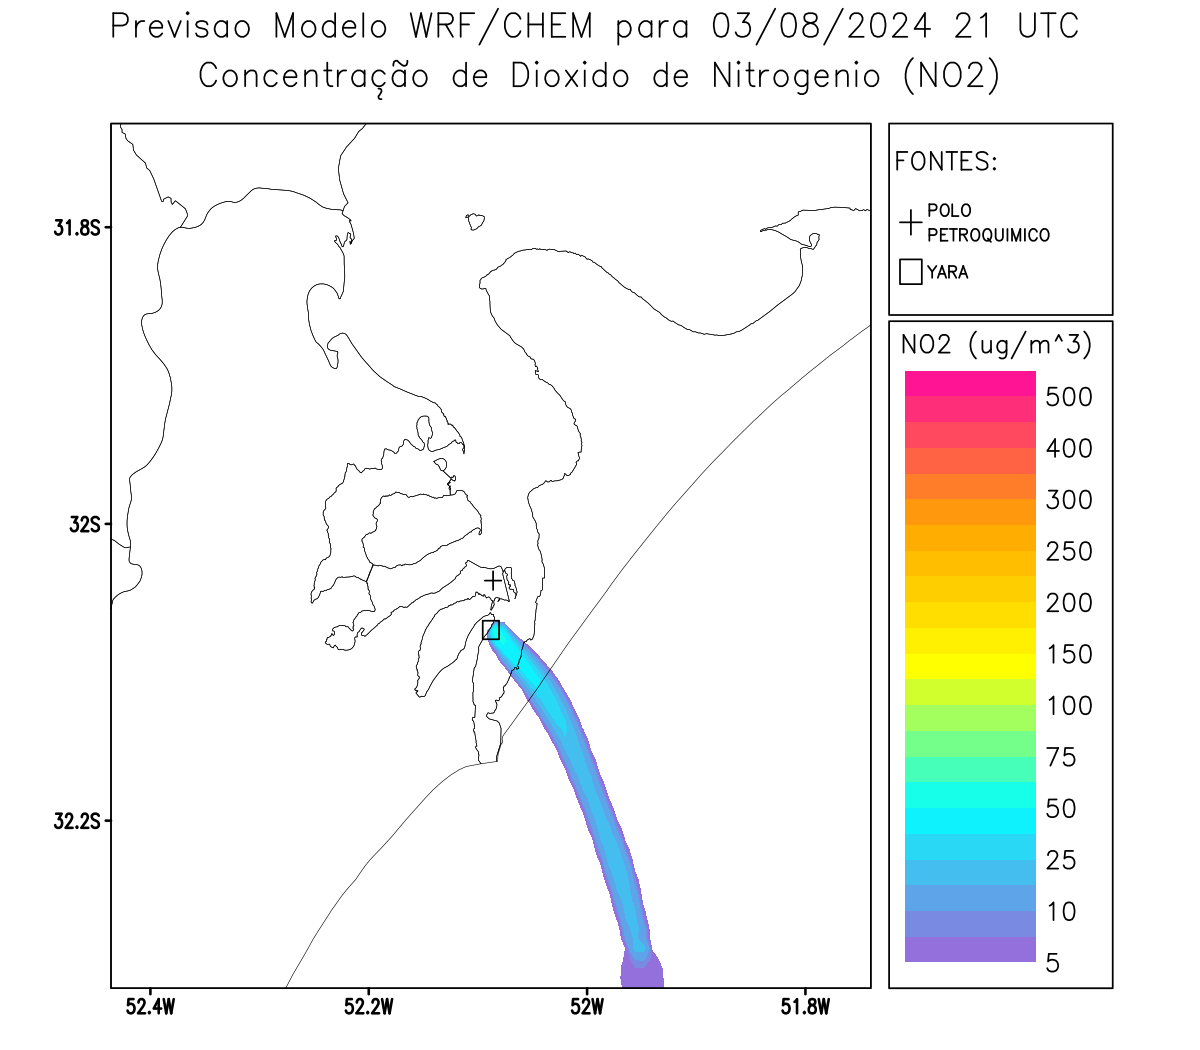 Previsao Modelo WRF/CHEM para 03/08/2024 21 UTC
Concentração de Dioxido de Nitrogenio (NO2)
FONTES:
POLO
PETROQUIMICO
YARA
NO2 (ug/m^3)
500
400
300
250
200
150
100
75
50
25
10
5
31.8S
32S
32.2S
52.4W
52.2W
52W
51.8W